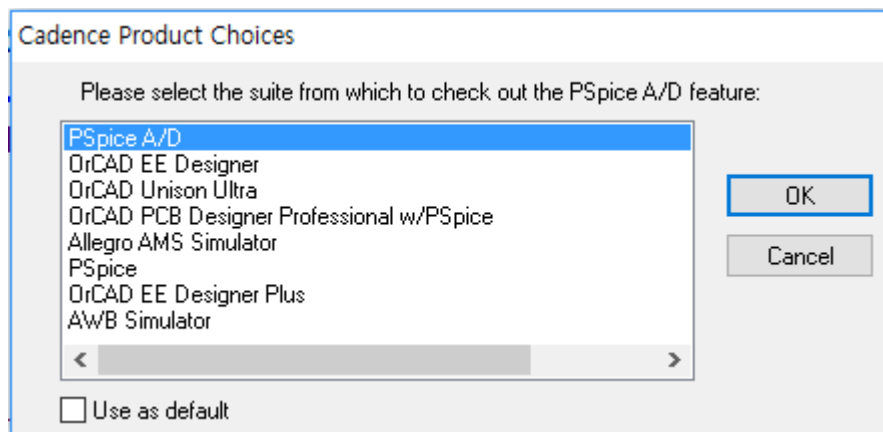 Cadence Product Choices
Please select the suite from which to check out the PSpice A/D feature:
PSpice A/D
OrCAD EE Designer
OrCAD Unison Ultra
OrCAD PCB Designer Professional w/PSpice
Allegro AMS Simulator
PSpice
OrCAD EE Designer Plus
AWB Simulator
OK
Cancel
Use as default